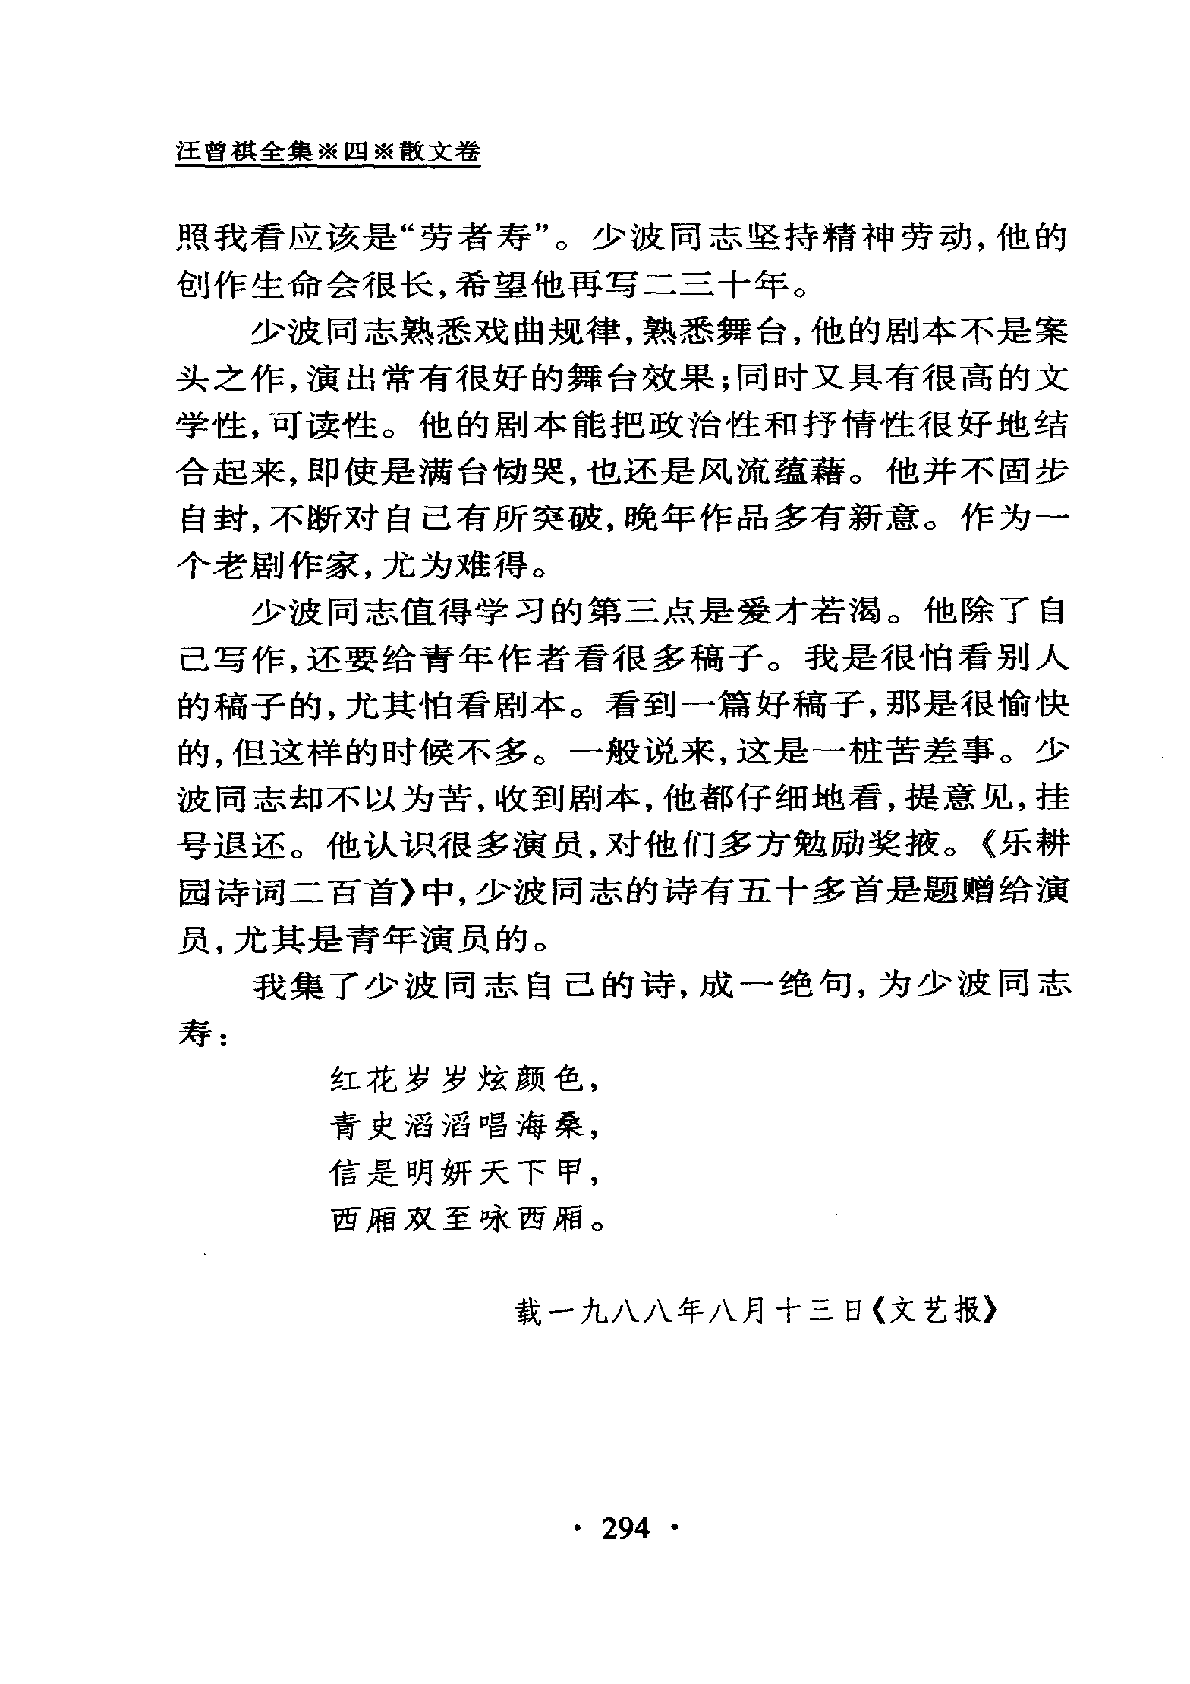 汪曾祺全集※四※散文卷
照我看应该是“劳者寿”。少波同志坚持精神劳动,他的
创作生命会很长,希望他再写二三十年。
少波同志熟悉戏曲规律,熟悉舞台,他的剧本不是案
头之作,演出常有很好的舞台效果;同时又具有很高的文
学性,可读性。他的剧本能把政治性和抒情性很好地结
合起来,即使是满台恸哭,也还是风流蕴藉。他并不固步
自封,不断对自己有所突破,晚年作品多有新意。作为一
个老剧作家,尤为难得。
少波同志值得学习的第三点是爱才若渴。他除了自
己写作,还要给青年作者看很多稿子。我是很怕看别人
的稿子的,尤其怕看剧本。看到一篇好稿子,那是很愉快
的,但这样的时候不多。一般说来,这是一桩苦差事。少
波同志却不以为苦,收到剧本,他都仔细地看,提意见,挂
号退还。他认识很多演员,对他们多方勉励奖掖。《乐耕
园诗词二百首》中,少波同志的诗有五十多首是题赠给演
员,尤其是青年演员的。
我集了少波同志自己的诗,成一绝句,为少波同志
寿:
红花岁岁炫颜色,
青史滔滔唱海桑,
信是明妍天下甲,
西厢双至咏西厢。
载一九八八年八月十三日《文艺报》
· 294 ·